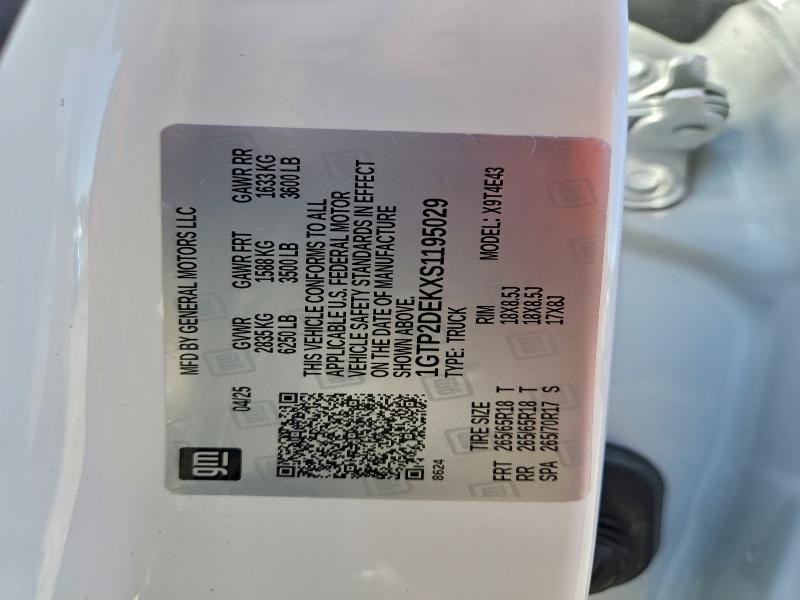 gm
MFD BY GENERAL MOTORS LLC
04/25 GVWR GAWR FRT GAWR RR
2835 KG 1588 KG 1633 KG
6250 LB 3500 LB 3600 LB
THIS VEHICLE CONFORMS TO ALL
APPLICABLE U.S. FEDERAL MOTOR
VEHICLE SAFETY STANDARDS IN EFFECT
ON THE DATE OF MANUFACTURE
SHOWN ABOVE.
1GTP2DEKXS1195029
8624
TYPE: TRUCK
TIRE SIZE RIM MODEL: X9T4E43
FRT 265/65R18 T 18X8.5J
RR 265/65R18 T 18X8.5J
SPA 265/70R17 S 17X8J